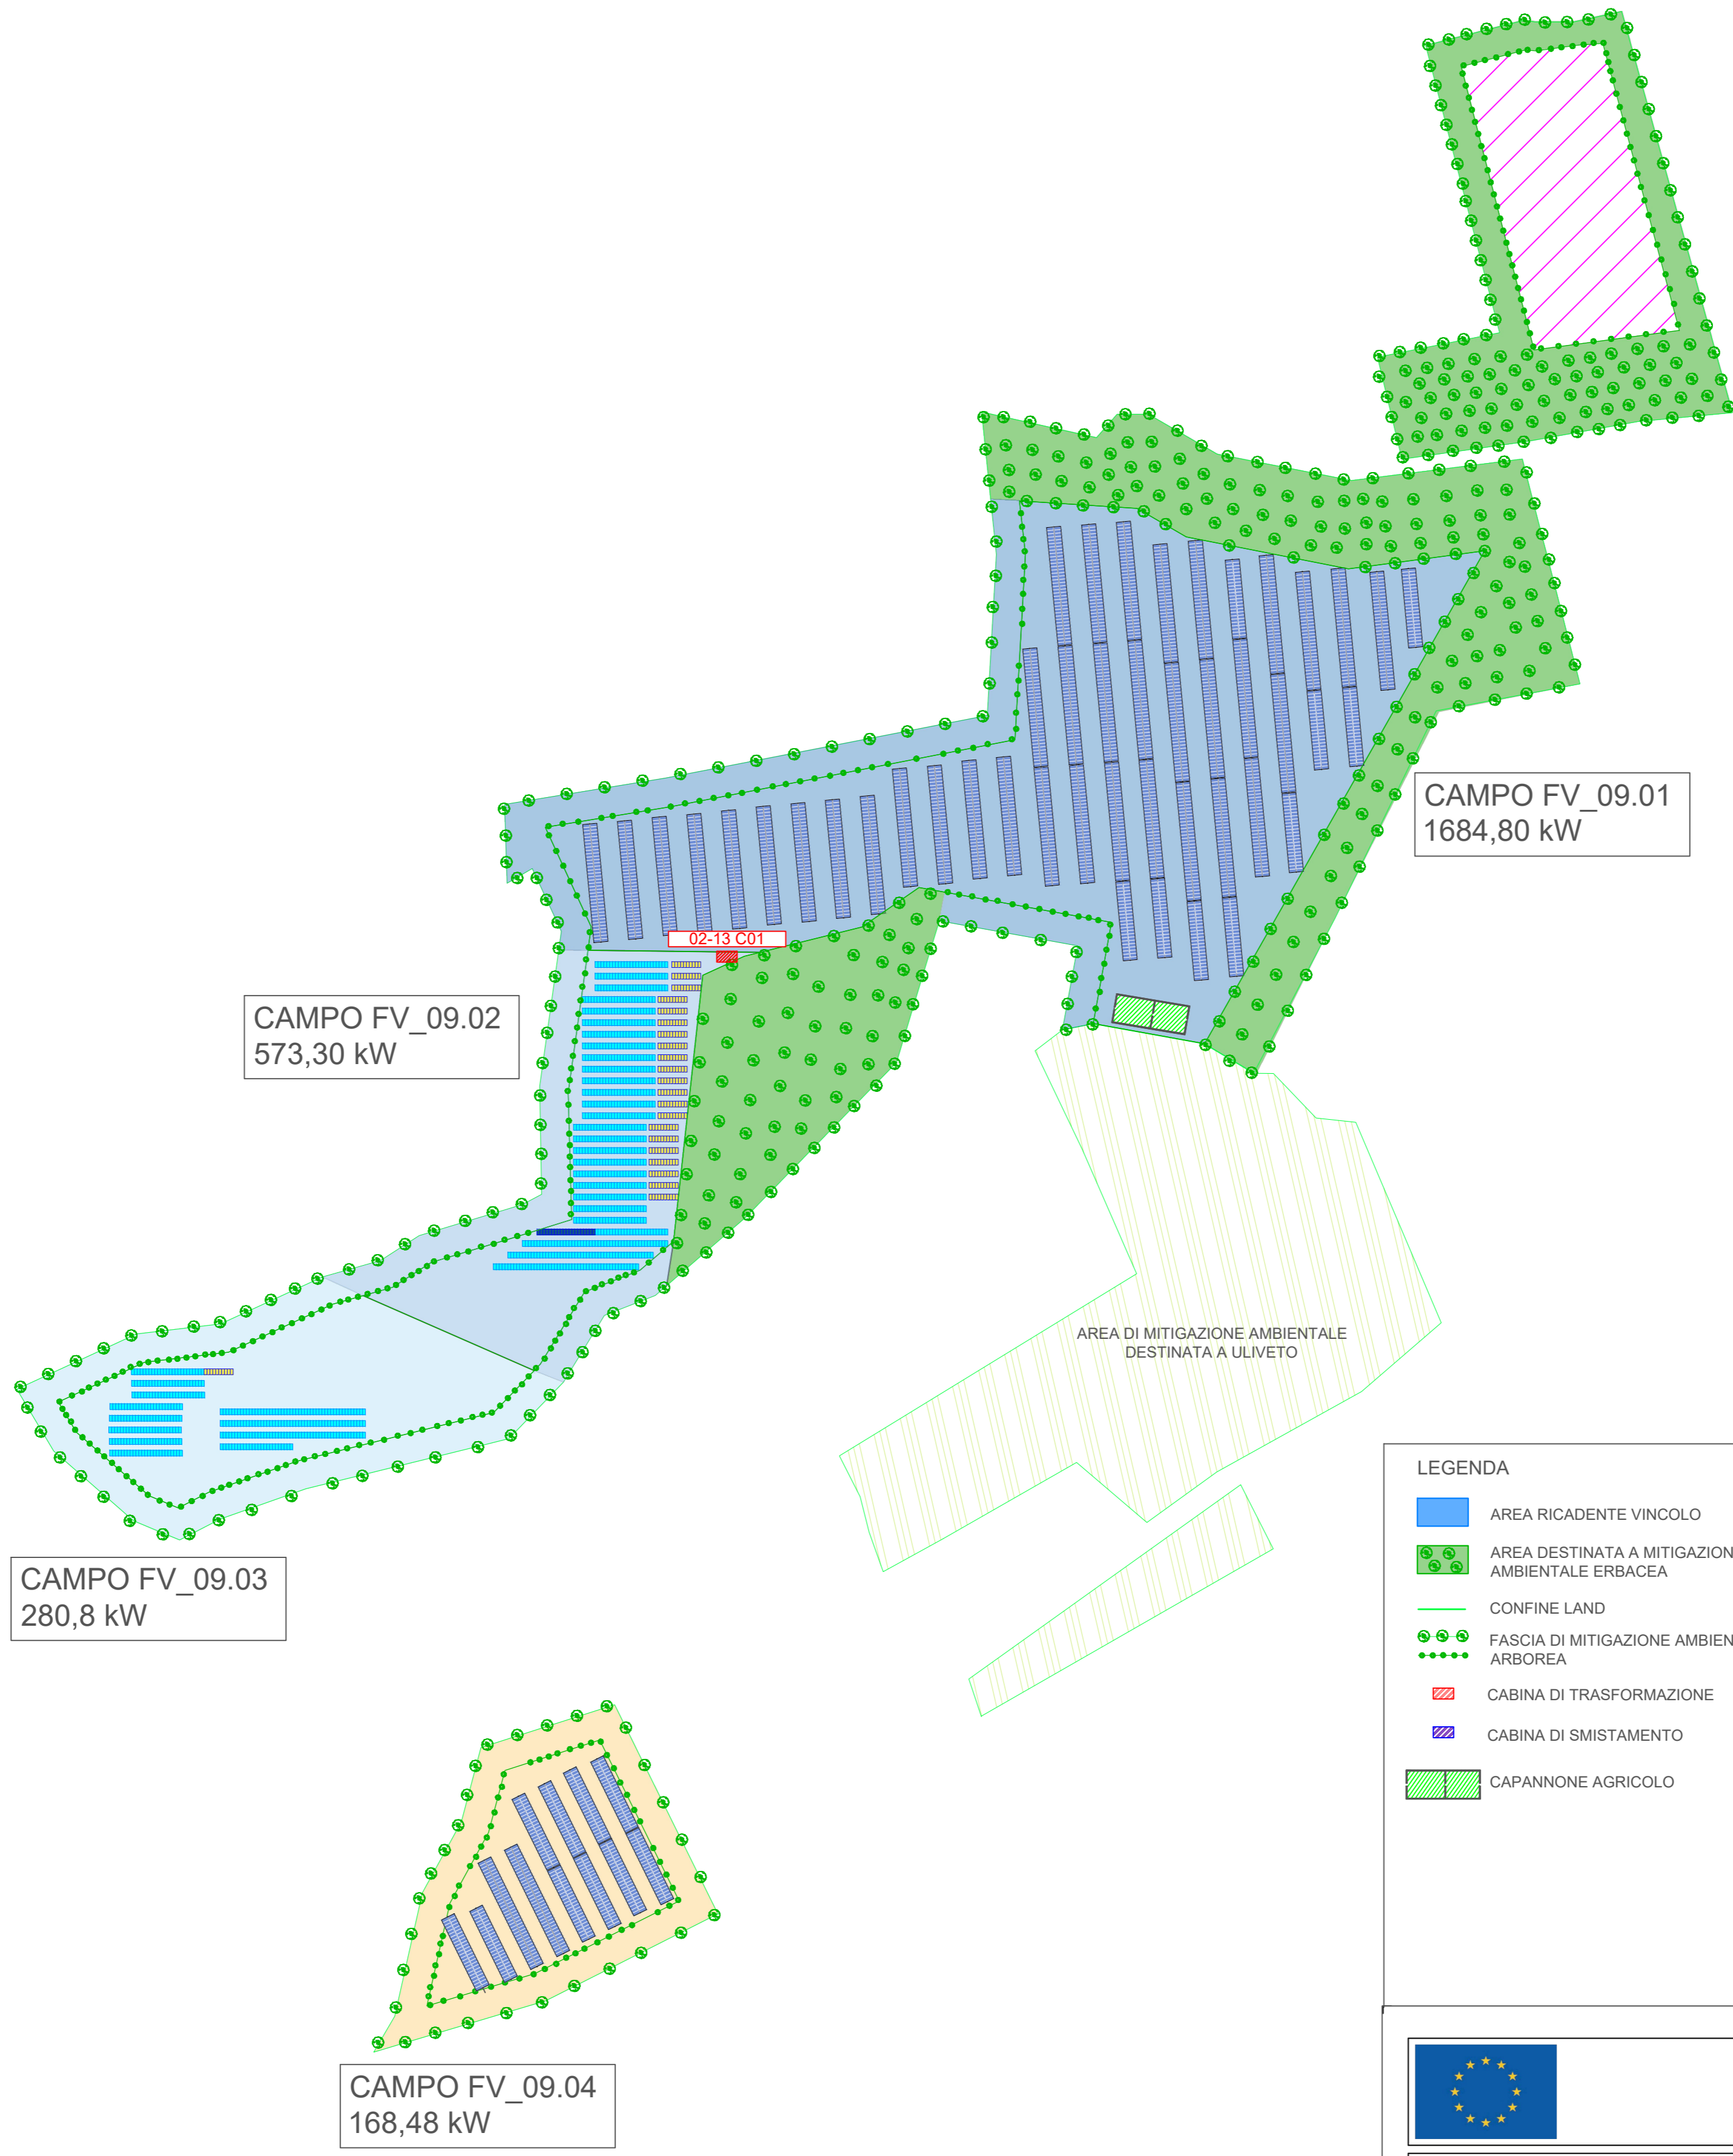 CAMPO FV_09.01
1684,80 kW
02-13 C01
CAMPO FV_09.02
573,30 kW
AREA DI MITIGAZIONE AMBIENTALE
DESTINATA A ULIVETO
CAMPO FV_09.03
280,8 kW
LEGENDA
AREA RICADENTE VINCOLO
AREA DESTINATA A MITIGAZION
AMBIENTALE ERBACEA
CONFINE LAND
FASCIA DI MITIGAZIONE AMBIEN
ARBOREA
CABINA DI TRASFORMAZIONE
CABINA DI SMISTAMENTO
CAPANNONE AGRICOLO
CAMPO FV_09.04
168,48 kW